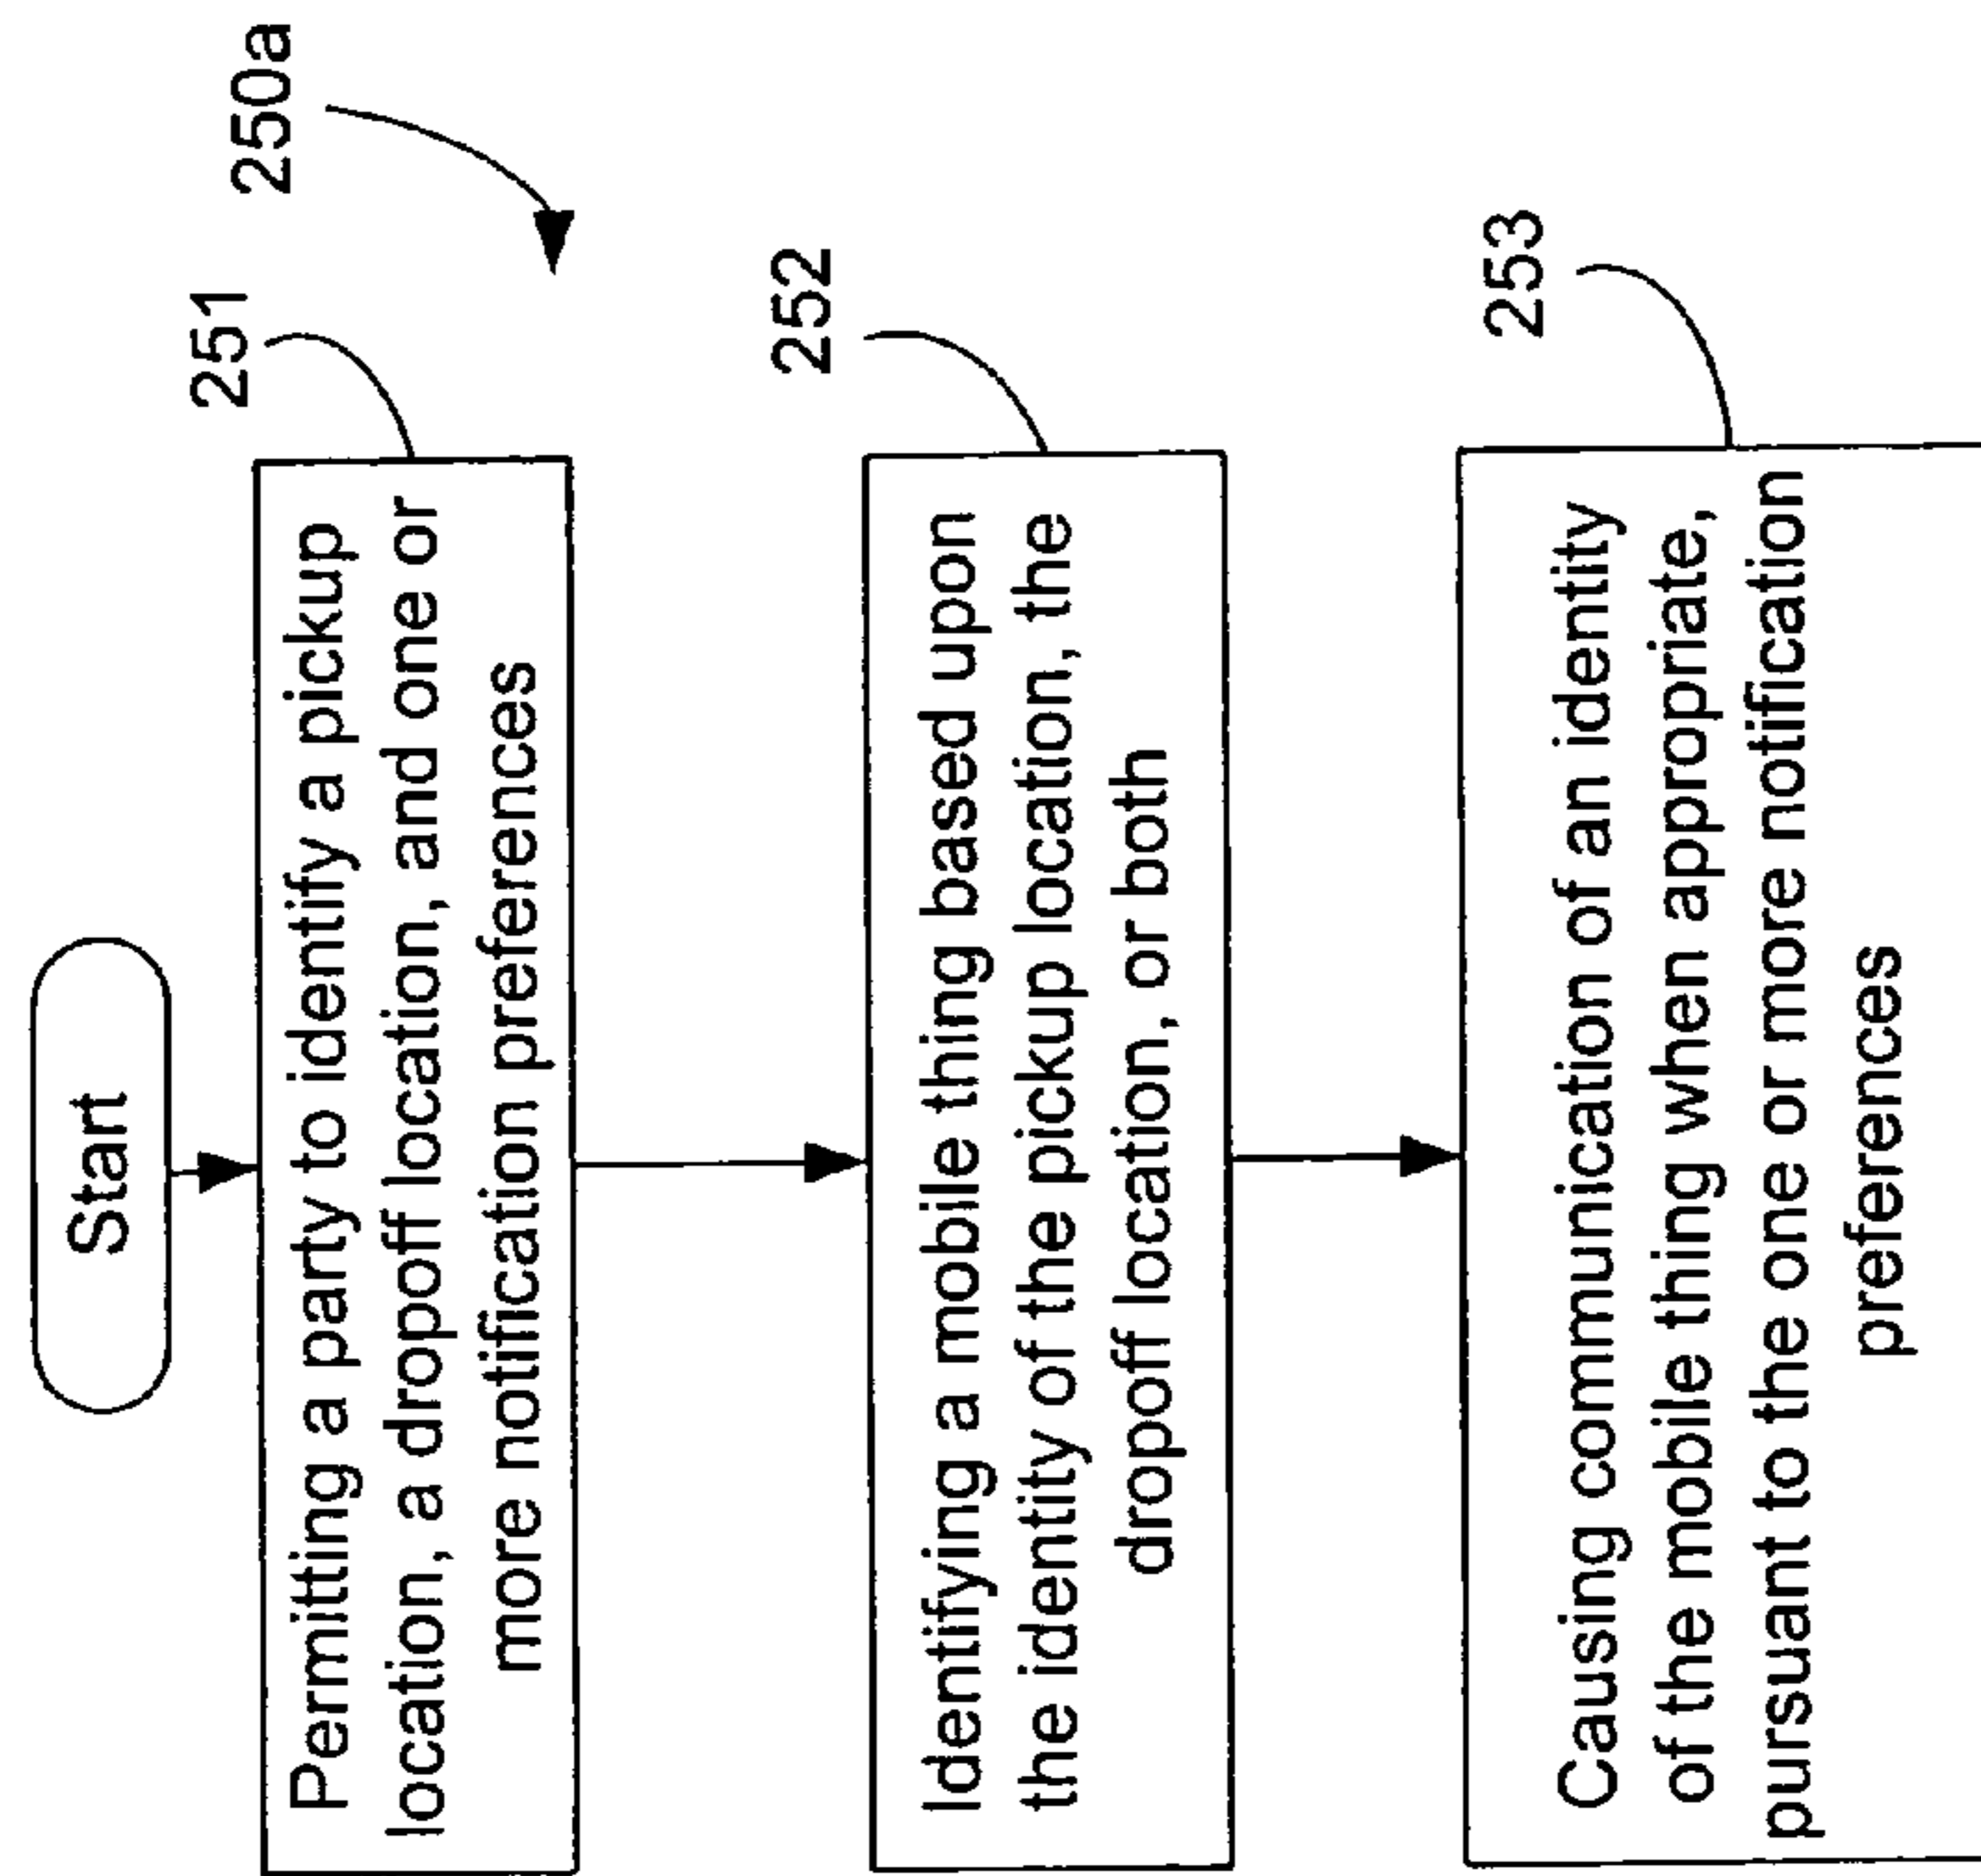 Start
250a
251
Permitting a party to identify a pickup
location, a dropoff location, and one or
more notification preferences
252
Identifying a mobile thing based upon
the identity of the pickup location, the
dropoff location, or both
253
Causing communication of an identity
of the mobile thing when appropriate,
pursuant to the one or more notification
preferences